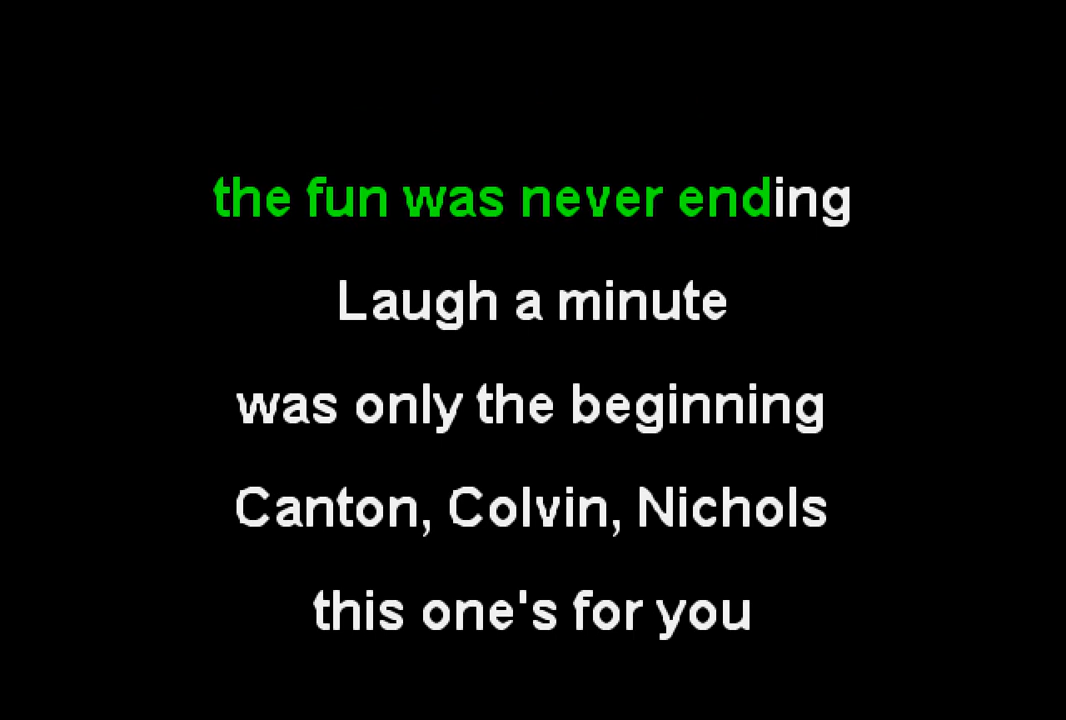 the fun was never ending
Laugh a minute
was only the beginning
Canton, Colvin, Nichols
this one's for you